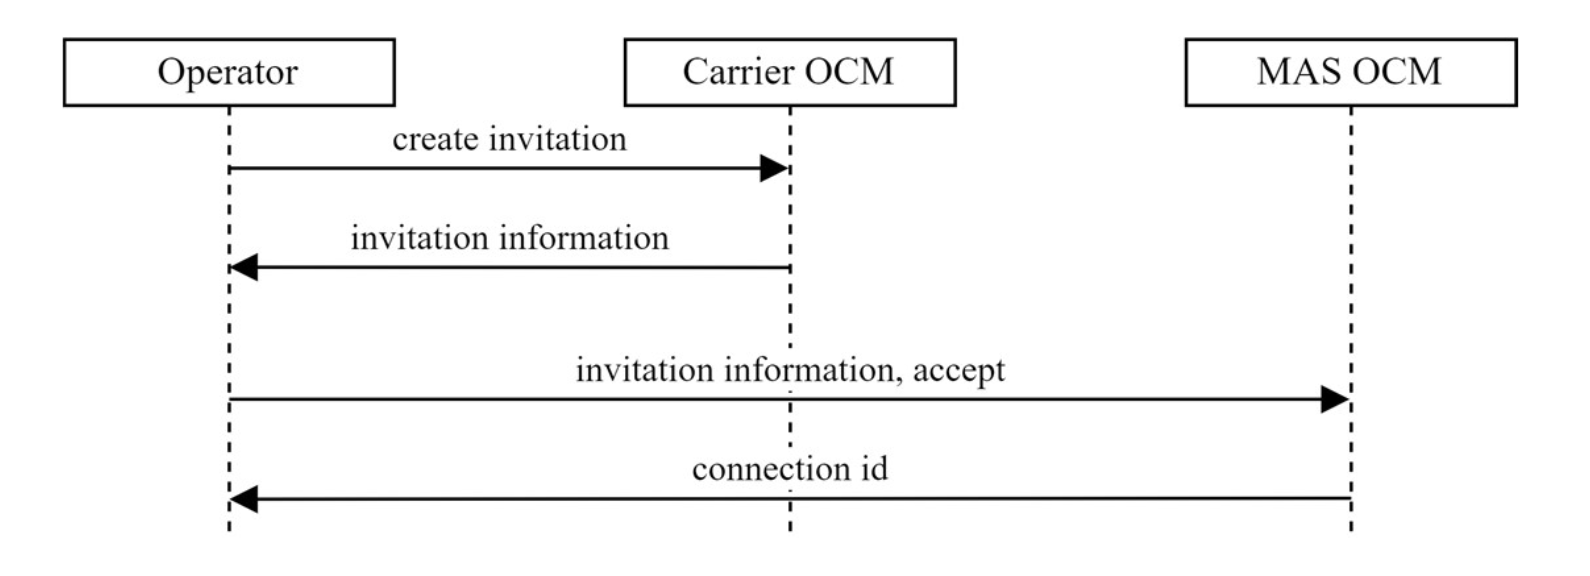 Operator
Carrier OCM
MAS OCM
create invitation
invitation information
invitation information, accept
connection id